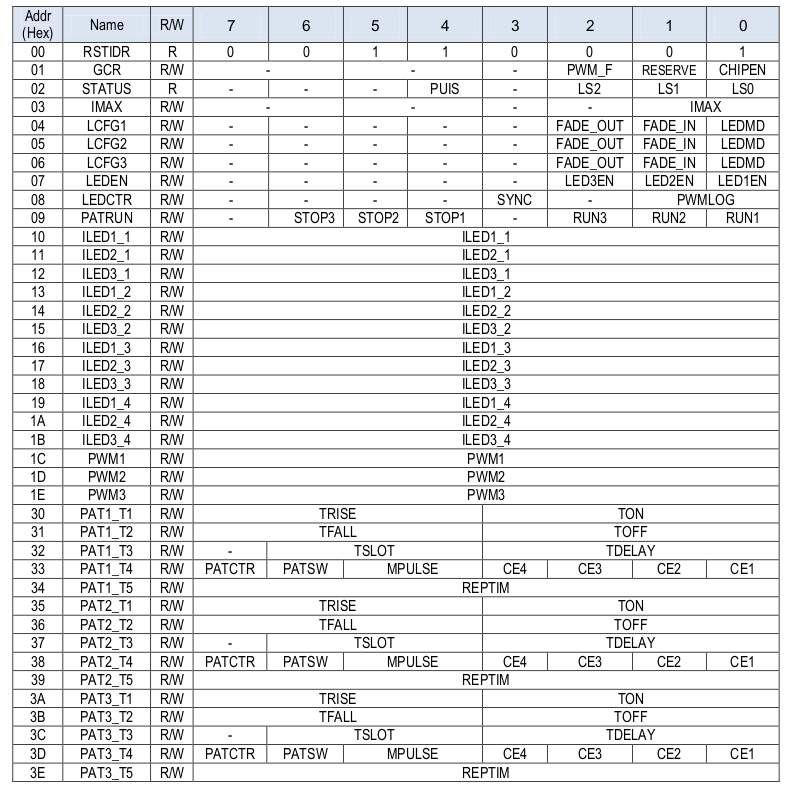 Addr (Hex) Name R/W 7 6 5 4 3 2 1 0
00 RSTIDR R 0 0 1 1 0 0 0 1
01 GCR R/W - - - PWM_F RESERVE CHIPEN
02 STATUS R - - - PUIS - LS2 LS1 LS0
03 IMAX R/W - - - - IMAX
04 LCFG1 R/W - - - - - FADE_OUT FADE_IN LEDMD
05 LCFG2 R/W - - - - - FADE_OUT FADE_IN LEDMD
06 LCFG3 R/W - - - - - FADE_OUT FADE_IN LEDMD
07 LEDEN R/W - - - - - LED3EN LED2EN LED1EN
08 LEDCTR R/W - - - - SYNC - PWMLOG
09 PATRUN R/W - STOP3 STOP2 STOP1 - RUN3 RUN2 RUN1
10 ILED1_1 R/W ILED1_1
11 ILED2_1 R/W ILED2_1
12 ILED3_1 R/W ILED3_1
13 ILED1_2 R/W ILED1_2
14 ILED2_2 R/W ILED2_2
15 ILED3_2 R/W ILED3_2
16 ILED1_3 R/W ILED1_3
17 ILED2_3 R/W ILED2_3
18 ILED3_3 R/W ILED3_3
19 ILED1_4 R/W ILED1_4
1A ILED2_4 R/W ILED2_4
1B ILED3_4 R/W ILED3_4
1C PWM1 R/W PWM1
1D PWM2 R/W PWM2
1E PWM3 R/W PWM3
30 PAT1_T1 R/W TRISE TON
31 PAT1_T2 R/W TFALL TOFF
32 PAT1_T3 R/W - TSLOT TDELAY
33 PAT1_T4 R/W PATCTR PATSW MPULSE CE4 CE3 CE2 CE1
34 PAT1_T5 R/W REPTIM
35 PAT2_T1 R/W TRISE TON
36 PAT2_T2 R/W TFALL TOFF
37 PAT2_T3 R/W - TSLOT TDELAY
38 PAT2_T4 R/W PATCTR PATSW MPULSE CE4 CE3 CE2 CE1
39 PAT2_T5 R/W REPTIM
3A PAT3_T1 R/W TRISE TON
3B PAT3_T2 R/W TFALL TOFF
3C PAT3_T3 R/W - TSLOT TDELAY
3D PAT3_T4 R/W PATCTR PATSW MPULSE CE4 CE3 CE2 CE1
3E PAT3_T5 R/W REPTIM